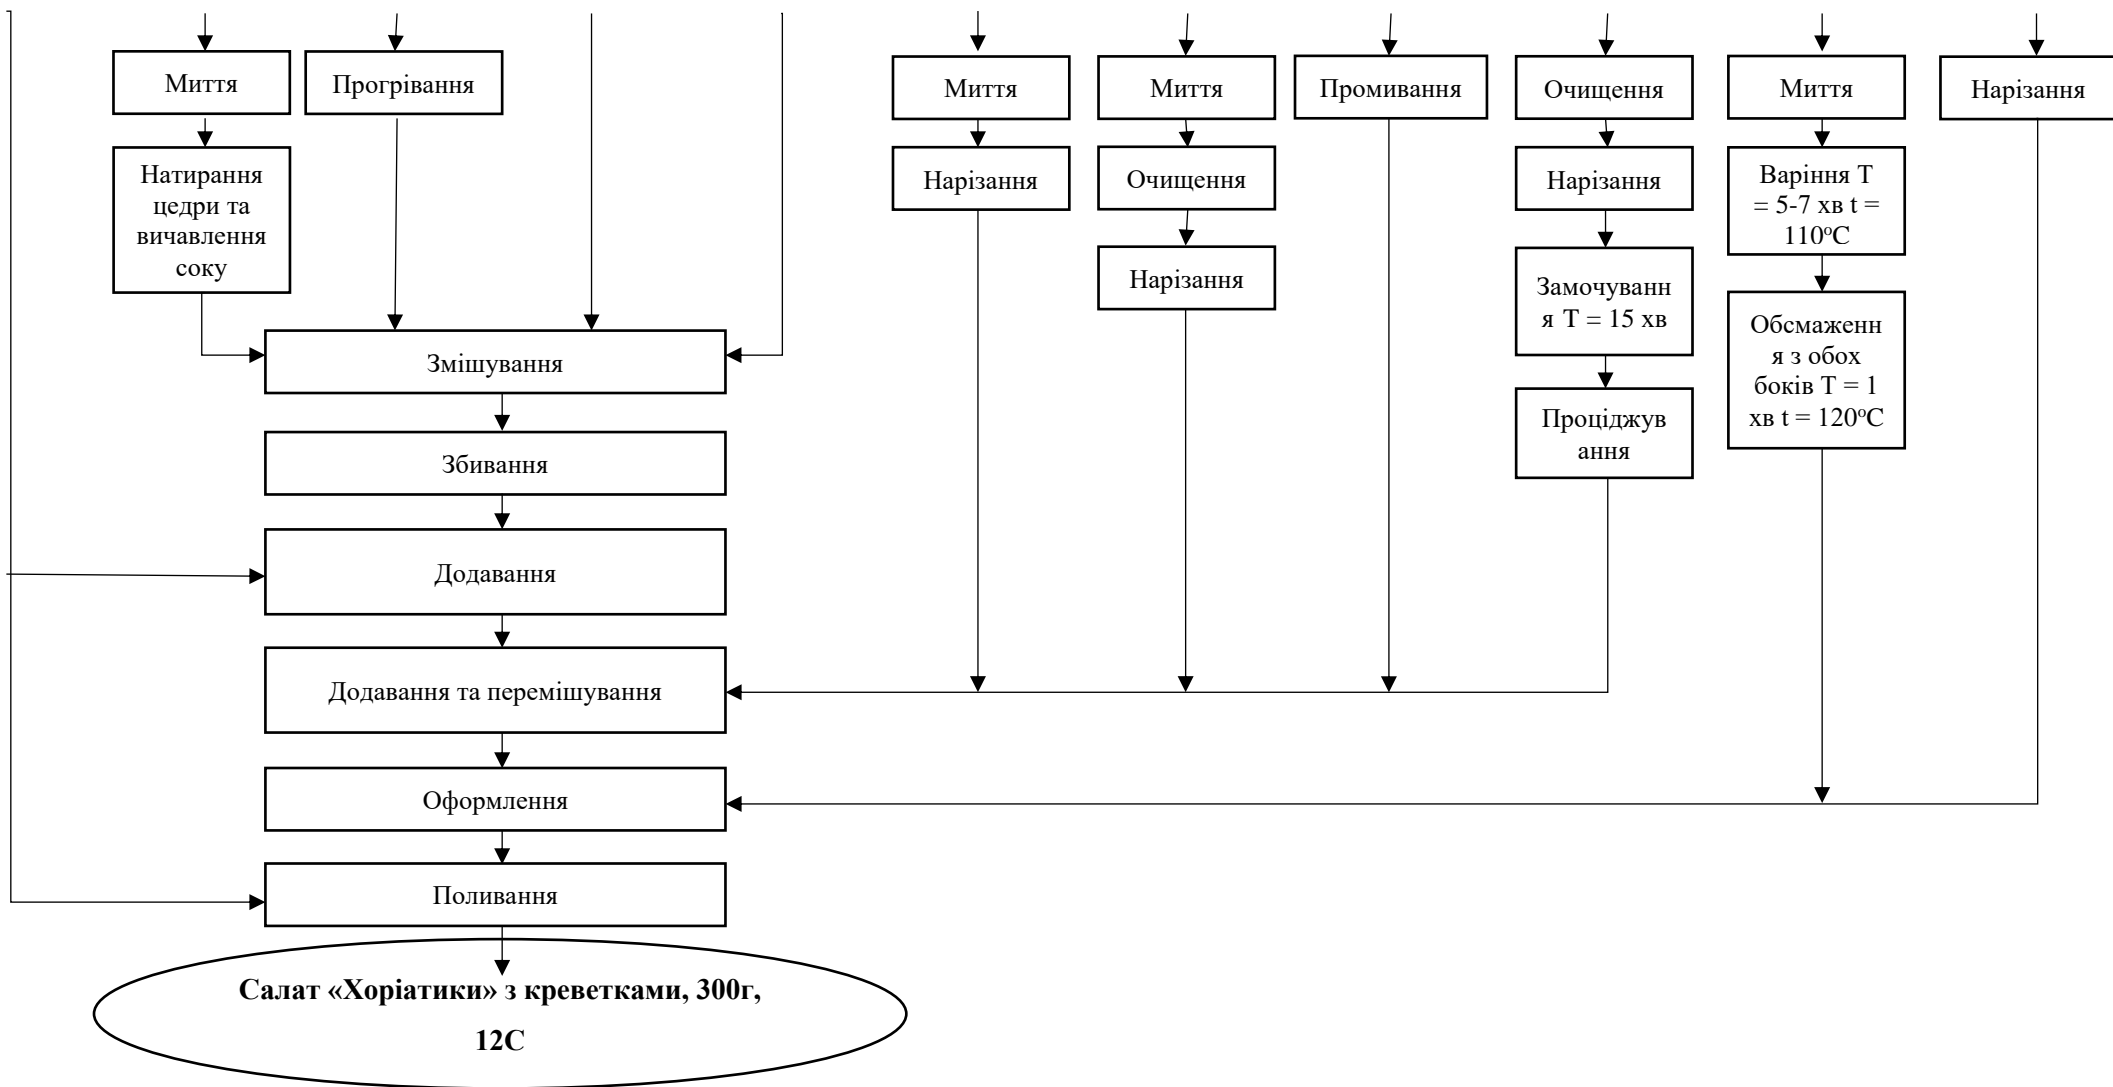 Миття
Прогрівання
Миття
Миття
Промивання
Очищення
Миття
Нарізання
Натирання
цедри та
вичавлення
соку
Нарізання
Очищення
Нарізання
Варіння Т
= 5-7 хв t =
110°С
Нарізання
Замочуванн
я Т = 15 хв
Обсмаженн
я з обох
боків Т = 1
хв t = 120°С
Змішування
Проціджув
ання
Збивання
Додавання
Додавання та перемішування
Оформлення
Поливання
Салат «Хоріатики» з креветками, 300г,
12С